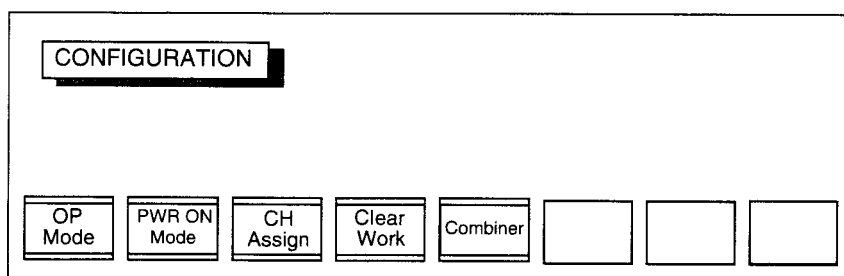 CONFIGURATION
OP Mode
PWR ON Mode
CH Assign
Clear Work
Combiner